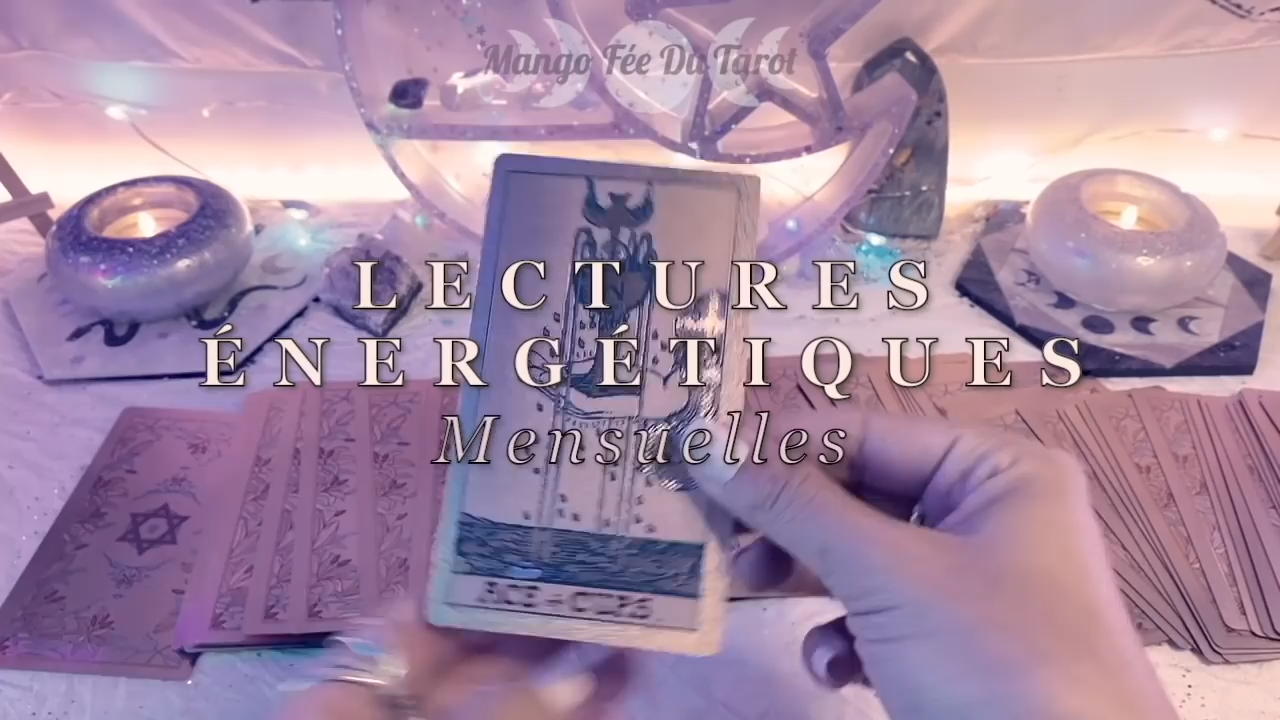 Mango Fée Du Tarot
LECTURES
ÉNERGÉTIQUES
Mensuelles
ACE of CUPS